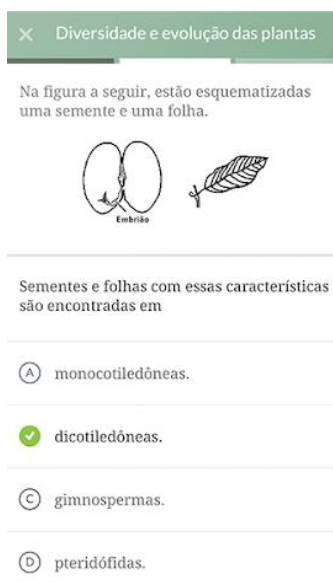 Diversidade e evolução das plantas
Na figura a seguir, estão esquematizadas
uma semente e uma folha.
Embrião
Sementes e folhas com essas características
são encontradas em
A monocotiledôneas.
dicotiledôneas.
C gimnospermas.
D pteridófidas.